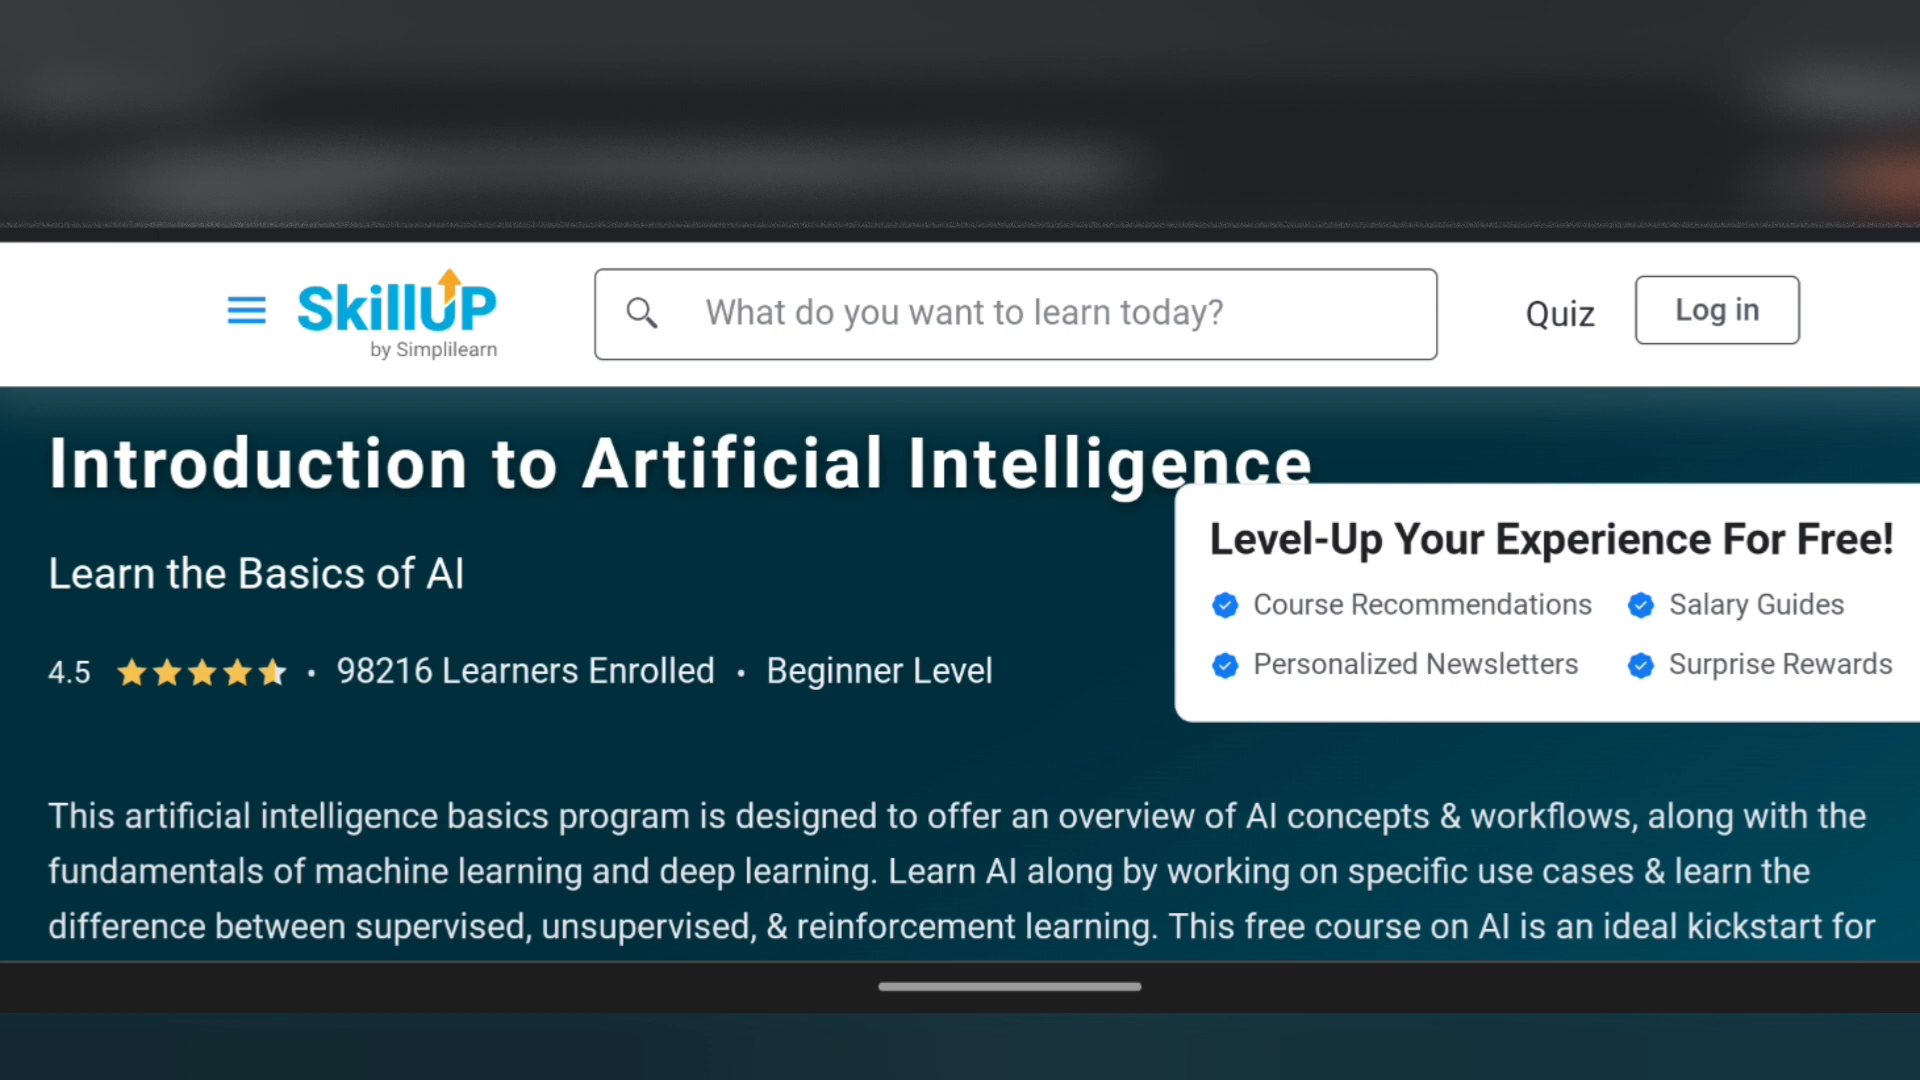 SkillUP
by Simplilearn
What do you want to learn today?
Quiz
Log in
Introduction to Artificial Intelligence
Learn the Basics of AI
4.5 • 98216 Learners Enrolled • Beginner Level
Level-Up Your Experience For Free!
Course Recommendations
Salary Guides
Personalized Newsletters
Surprise Rewards
This artificial intelligence basics program is designed to offer an overview of AI concepts & workflows, along with the
fundamentals of machine learning and deep learning. Learn AI along by working on specific use cases & learn the
difference between supervised, unsupervised, & reinforcement learning. This free course on AI is an ideal kickstart for